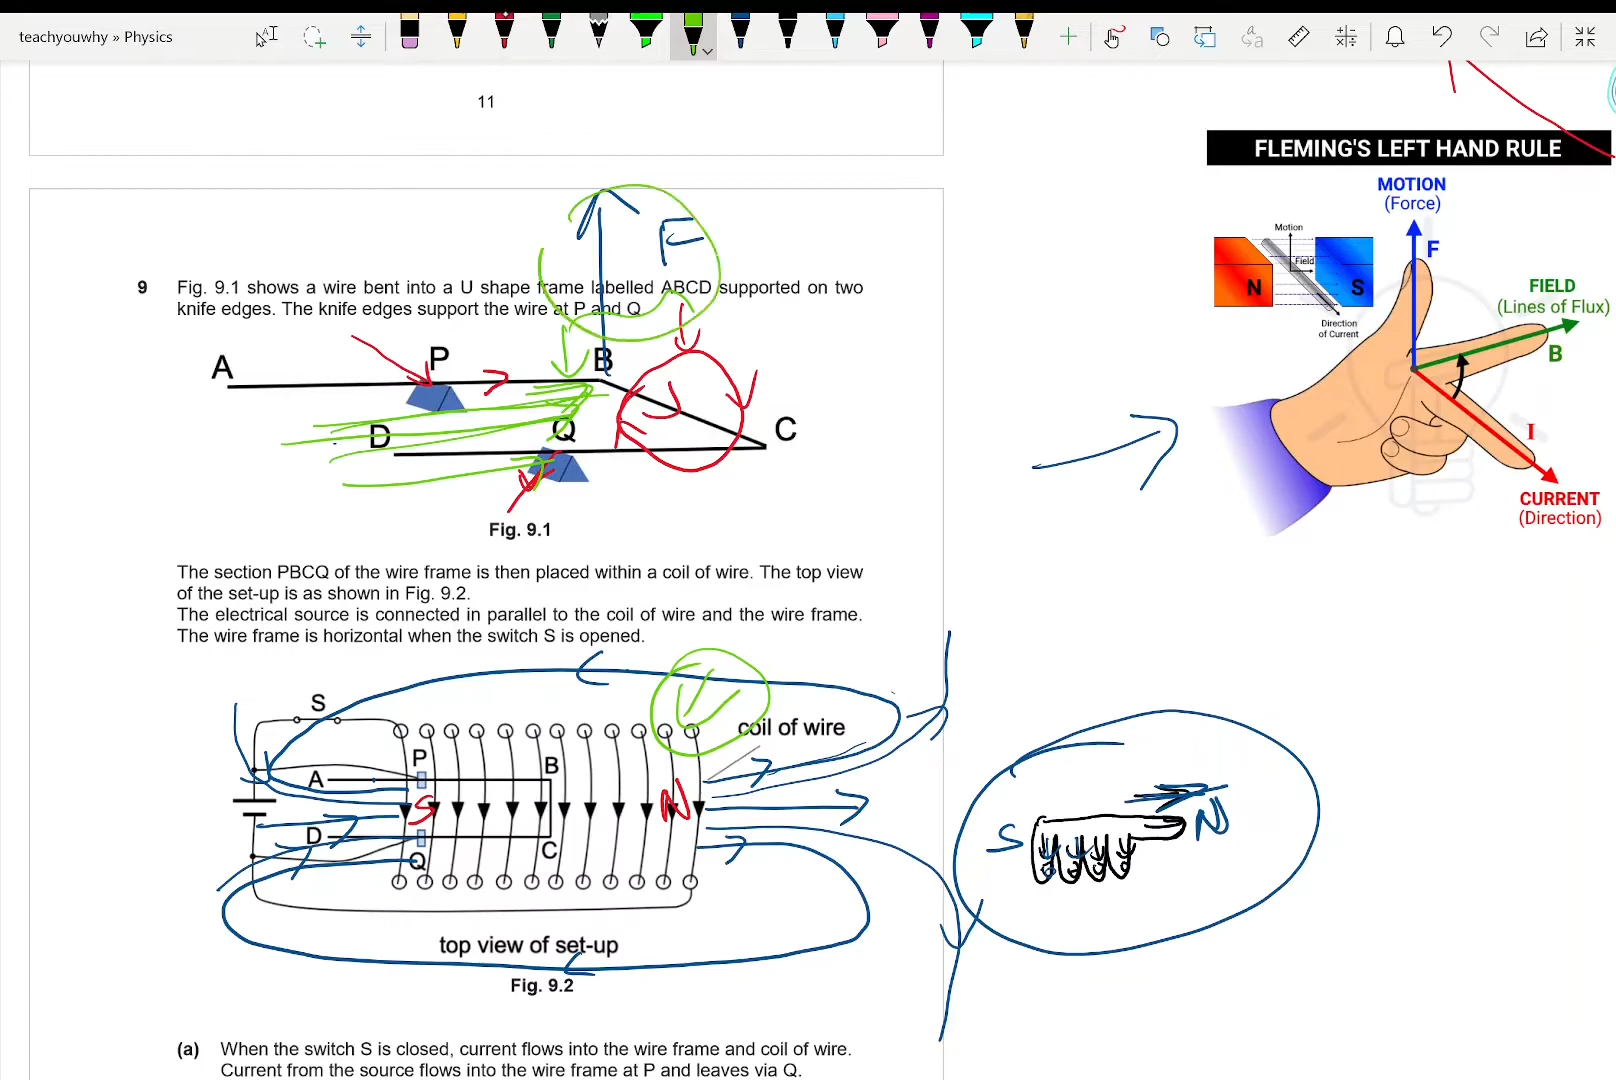 teachyouwhy » Physics
11
FLEMING'S LEFT HAND RULE
MOTION
(Force)
F
FIELD
(Lines of Flux)
B
I
CURRENT
(Direction)
Motion
Field
N
S
Direction
of Current
F
9 Fig. 9.1 shows a wire bent into a U shape frame labelled ABCD supported on two
knife edges. The knife edges support the wire at P and Q
A
P
B
D
Q
C
Fig. 9.1
The section PBCQ of the wire frame is then placed within a coil of wire. The top view
of the set-up is as shown in Fig. 9.2.
The electrical source is connected in parallel to the coil of wire and the wire frame.
The wire frame is horizontal when the switch S is opened.
S
coil of wire
P
B
A
S
N
D
C
Q
S
N
top view of set-up
Fig. 9.2
(a) When the switch S is closed, current flows into the wire frame and coil of wire.
Current from the source flows into the wire frame at P and leaves via Q.